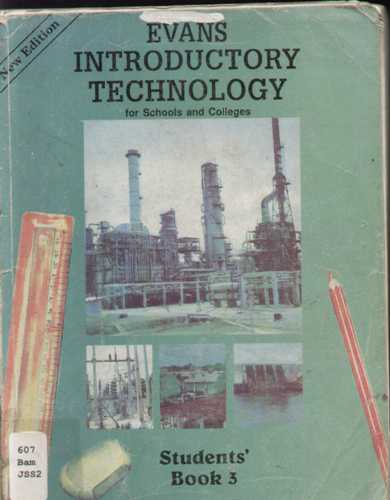 New Edition
EVANS
INTRODUCTORY
TECHNOLOGY
for Schools and Colleges
607
Bam
JSS2
Students'
Book 3